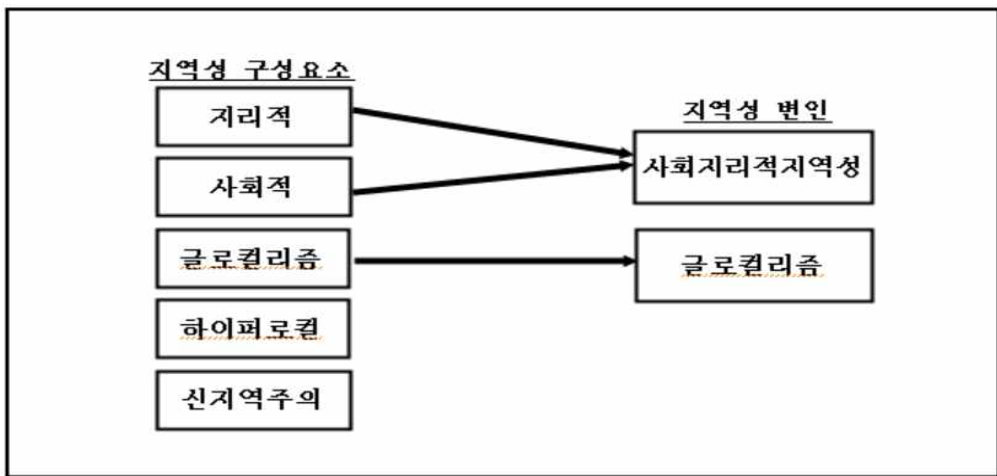 지역성 구성요소
지리적
사회적
글로컬리즘
하이퍼로컬
신지역주의
지역성 변인
사회지리적지역성
글로컬리즘